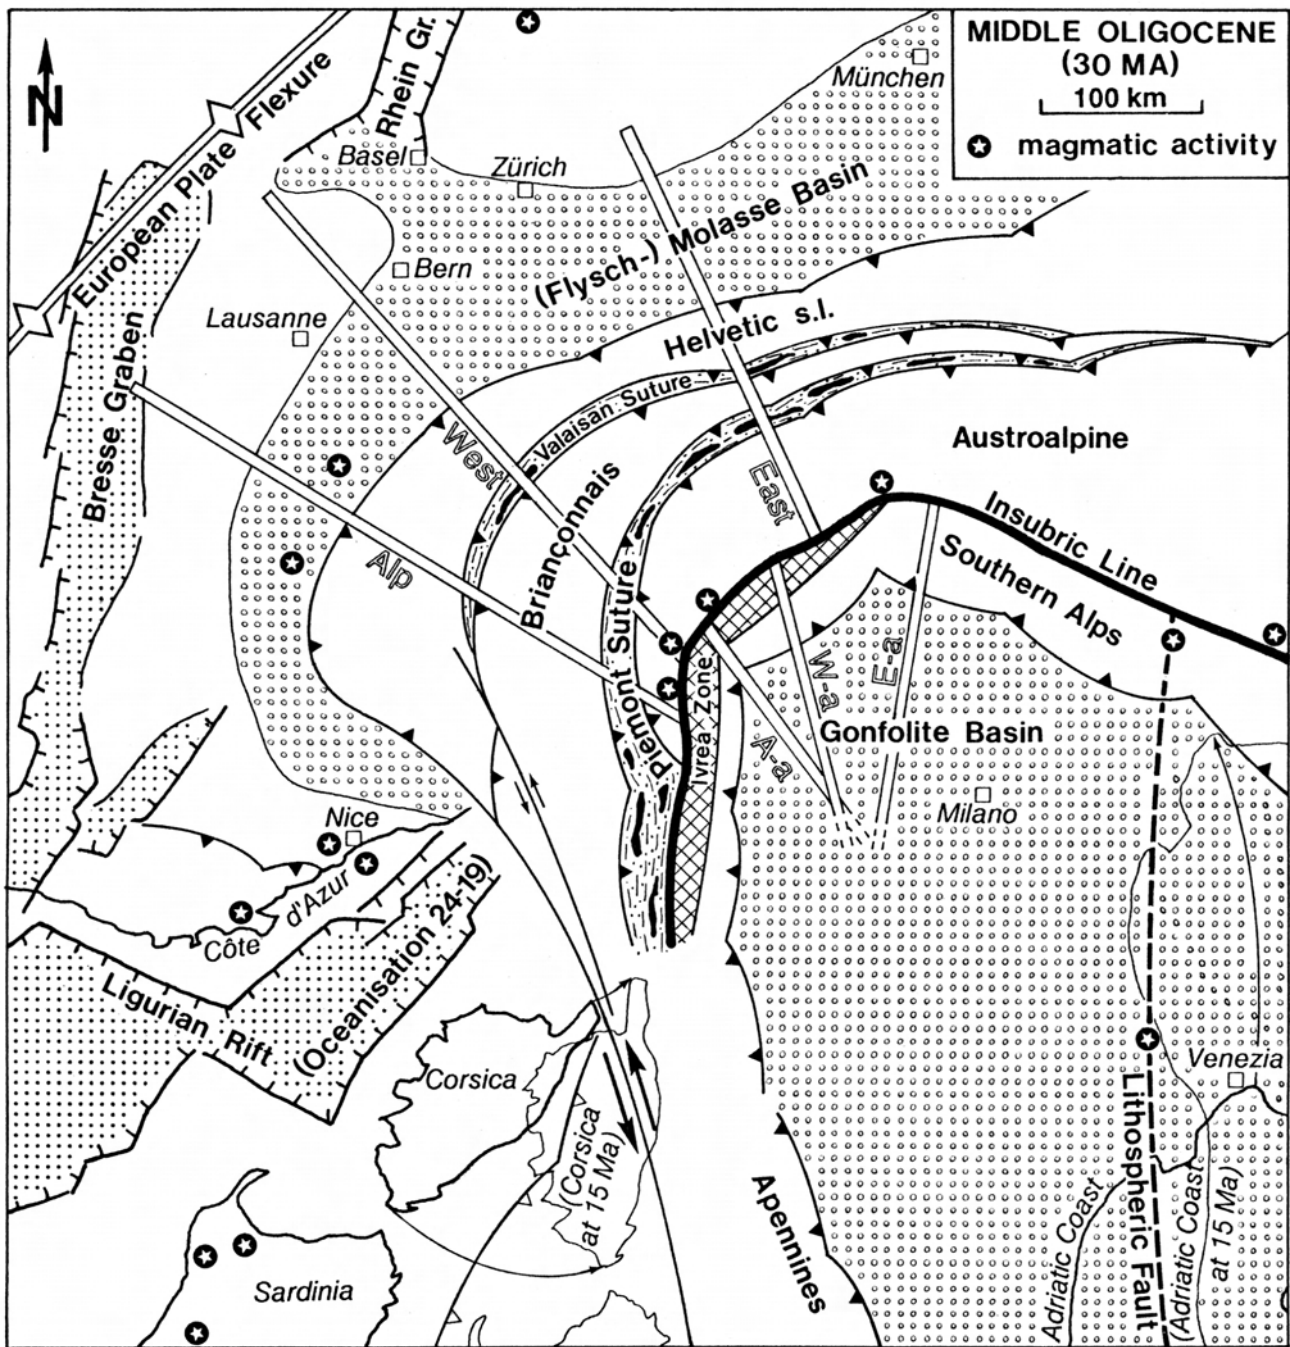 MIDDLE OLIGOCENE
(30 MA)
100 km
magmatic activity
N
European Plate Flexure
Rhein Gr.
München
Basel
Zürich
(Flysch-) Molasse Basin
Bern
Lausanne
Helvetic s.l.
Bresse Graben
Valaisan Suture
West
East
Alp
Austroalpine
Briançonnais
Insubric Line
Southern Alps
Piemont Suture
Ivrea Zone
W-a
E-a
A-a
Gonfolite Basin
Milano
Nice
Côte
d'Azur
Ligurian Rift
(Oceanisation 24-19)
Corsica
(Corsica
at 15 Ma)
Sardinia
Apennines
Venezia
Lithospheric Fault
Adriatic Coast
(Adriatic Coast
at 15 Ma)